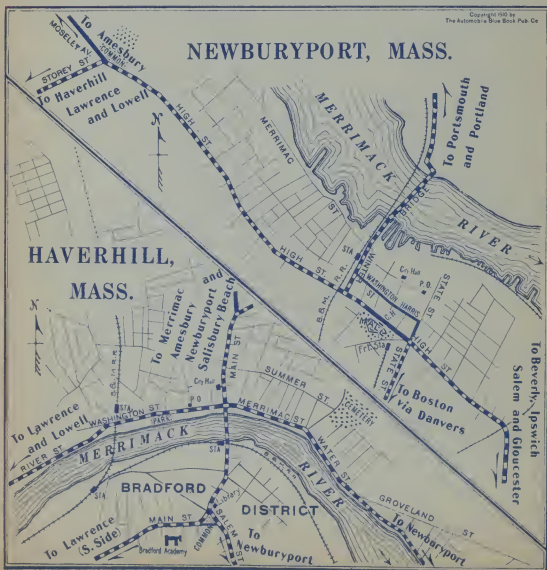 Copyright 1910 by
The Automobile Blue Book Pub. Co
NEWBURYPORT, MASS.
To Amesbury
MOSELEY AV.
COMMON
STOREY ST
To Haverhill
Lawrence
and Lowell
N
HIGH ST
MERRIMAC
ST
MERRIMACK
RIVER
To Portsmouth
and Portland
BRIDGE
STA.
HIGH ST
B.& M. R.R.
WASHINGTON
ST
HARRIS
City Hall
P.O.
STATE ST
MALL
STATE ST
HIGH ST
To Boston
via Danvers
To Beverly, Ipswich
Salem and Gloucester
HAVERHILL,
MASS.
N
To Merrimac
Amesbury and
Newburyport
Salisbury Beach
MAIN ST
B.& M. R.R.
City Hall
P.O.
SUMMER ST
CEMETERY
To Lawrence
and Lowell
STA.
WASHINGTON ST
PARK
MERRIMAC ST
RIVER ST
MERRIMACK
RIVER
WATER ST
STA.
STA.
BRADFORD
DISTRICT
GROVELAND ST
To Newburyport
Library
MAIN ST
COMMON
SALEM ST
To Lawrence
(S. Side)
Bradford Academy
To
Newburyport